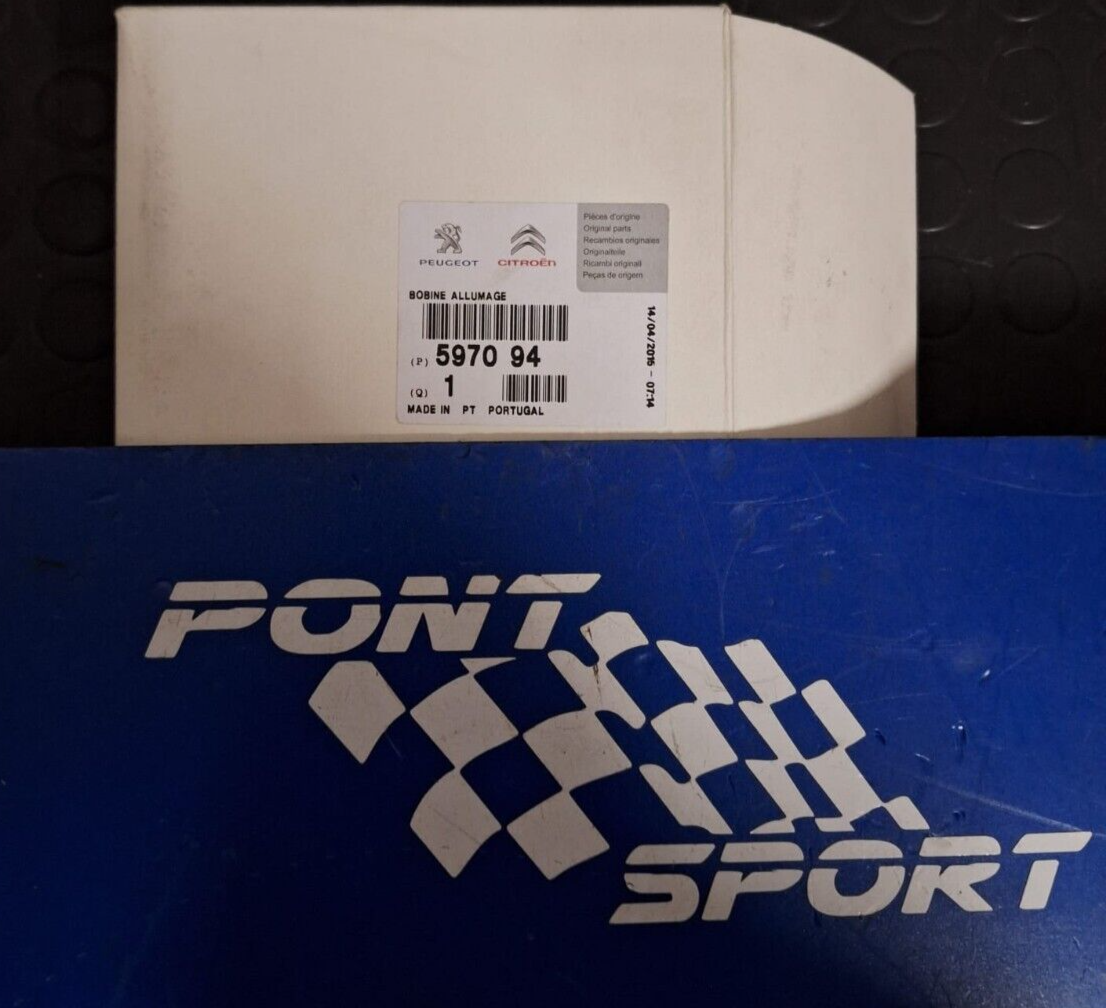 PEUGEOT
CITROËN
Pièces d'origine
Original parts
Recambios originales
Originalteile
Ricambi originali
Peças de origem
BOBINE ALLUMAGE
(P) 5970 94
(Q) 1
MADE IN PT PORTUGAL
14/04/2015 - 07:14
PONT
SPORT